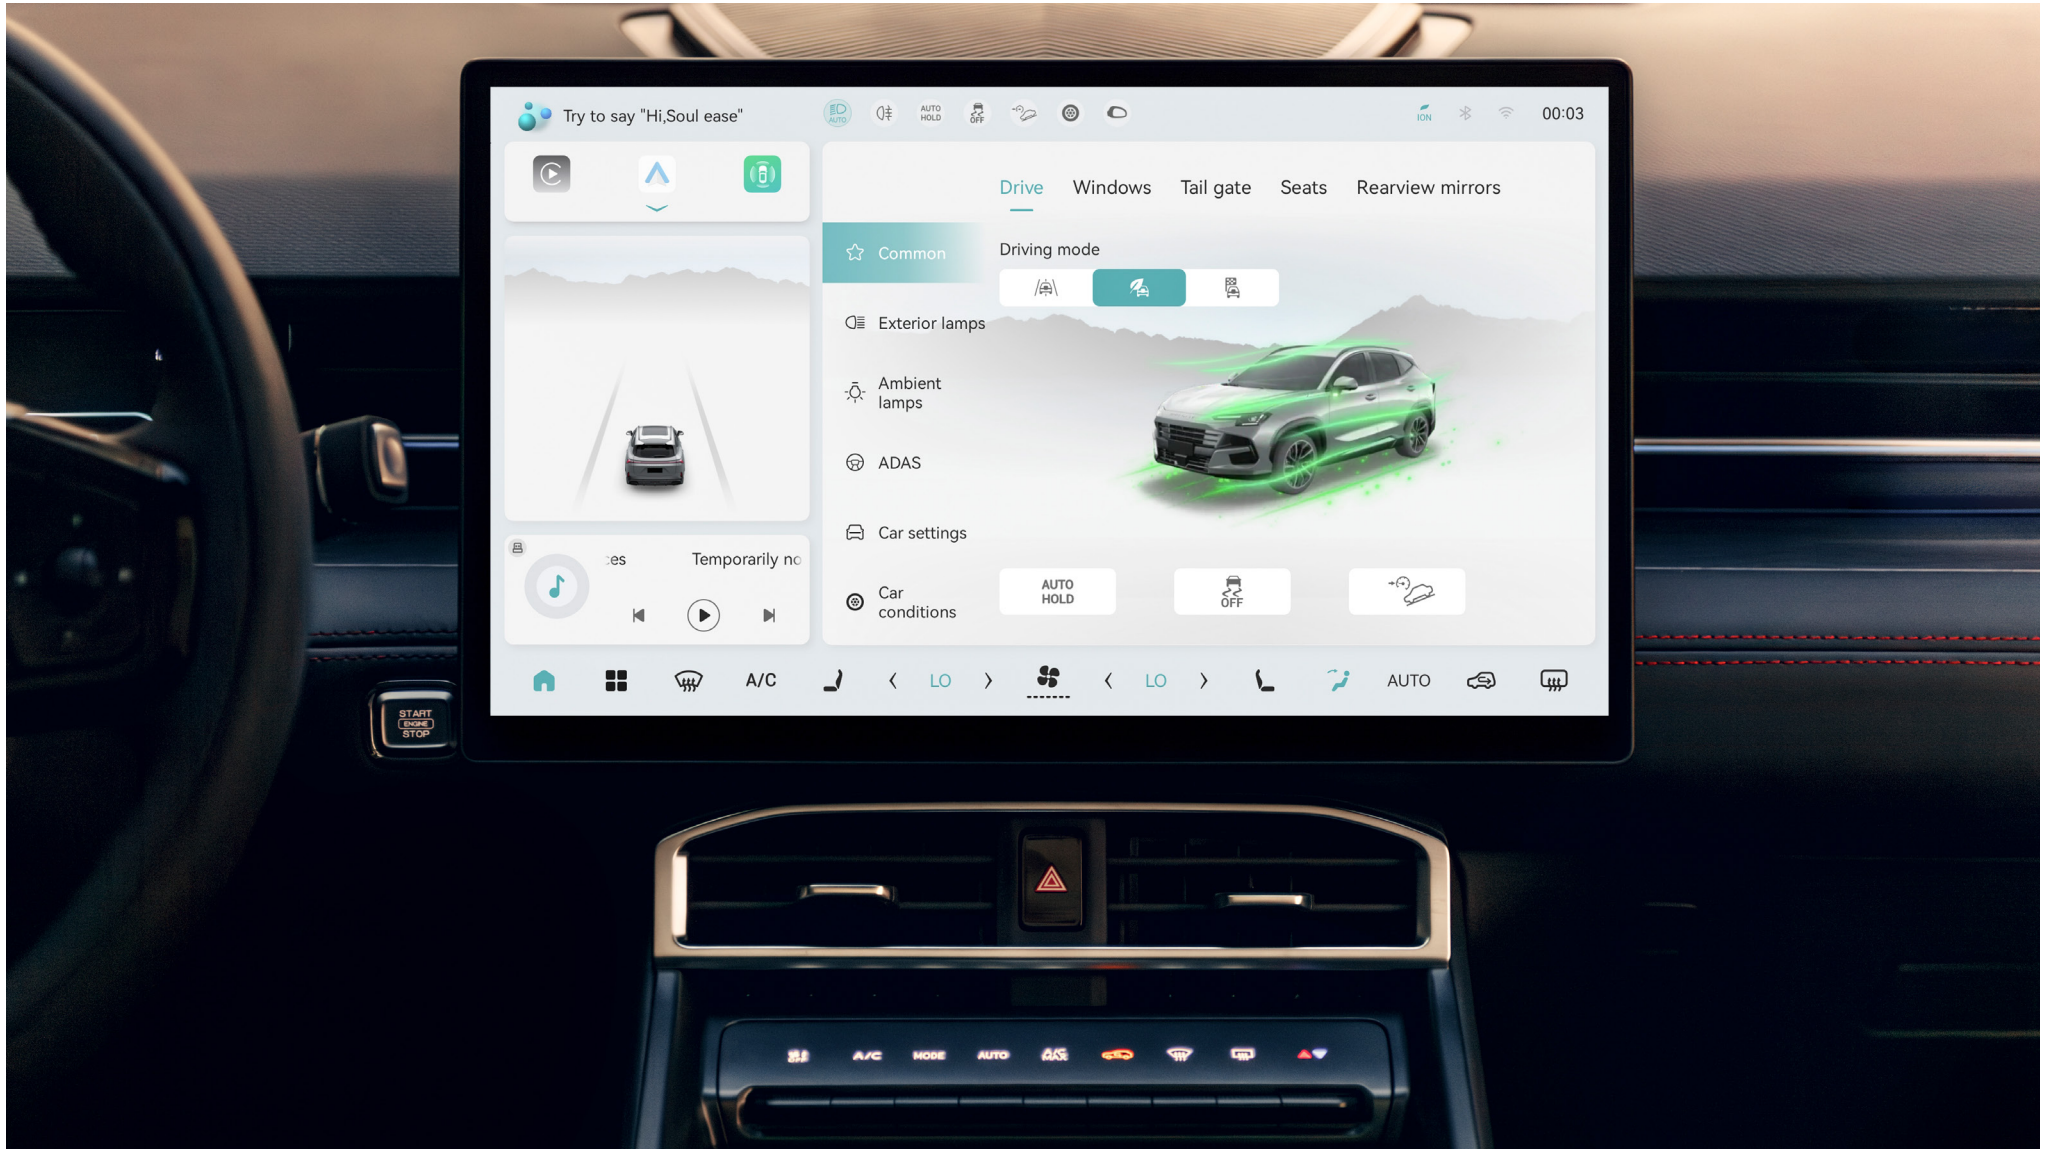 Try to say "Hi,Soul ease"
AUTO
AUTO
HOLD
OFF
ION
00:03
Drive
Windows
Tail gate
Seats
Rearview mirrors
Common
Driving mode
Exterior lamps
Ambient
lamps
ADAS
Car settings
Car
conditions
AUTO
HOLD
OFF
Temporarily no
A/C
LO
LO
AUTO
START
ENGINE
STOP
A/C
MODE
AUTO
A/C
MAX